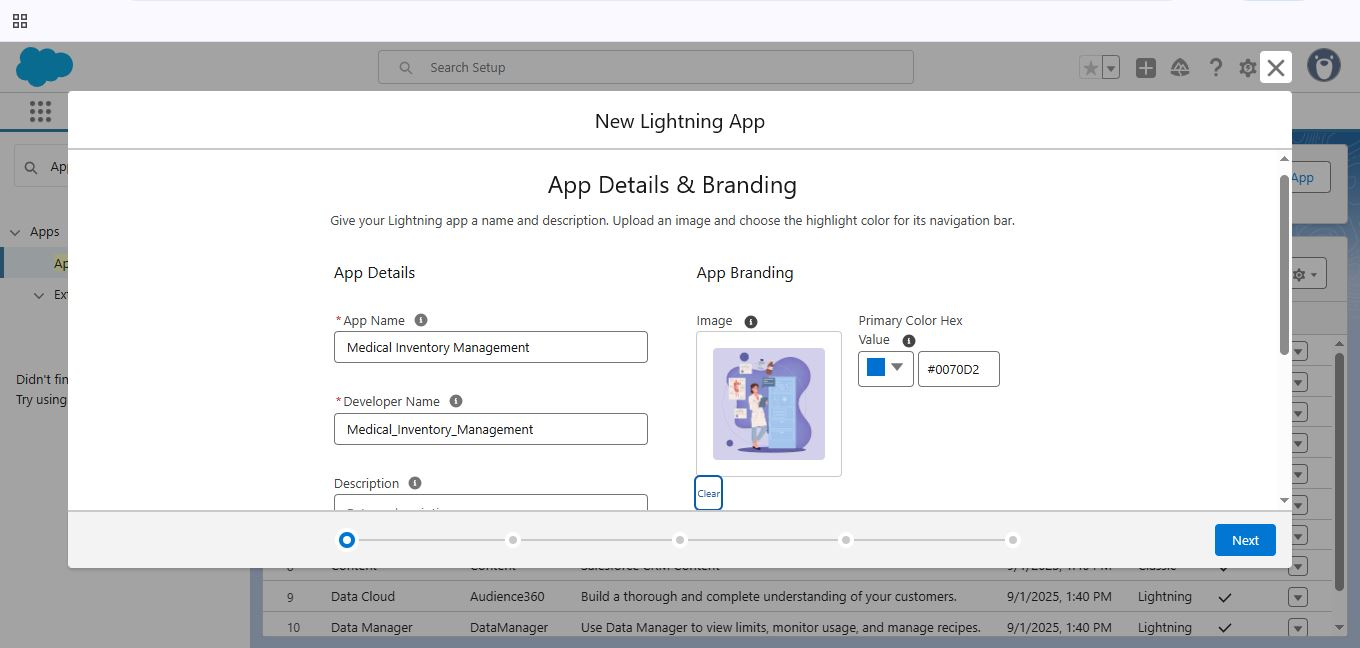 Search Setup
New Lightning App
App
App Details & Branding
Give your Lightning app a name and description. Upload an image and choose the highlight color for its navigation bar.
Apps
App Details
App Branding
* App Name
Image
Primary Color Hex
Value
Medical Inventory Management
#0070D2
Didn't fin
Try using
* Developer Name
Medical_Inventory_Management
Description
Clear
Next
9 Data Cloud Audience360 Build a thorough and complete understanding of your customers. 9/1/2025, 1:40 PM Lightning
10 Data Manager DataManager Use Data Manager to view limits, monitor usage, and manage recipes. 9/1/2025, 1:40 PM Lightning